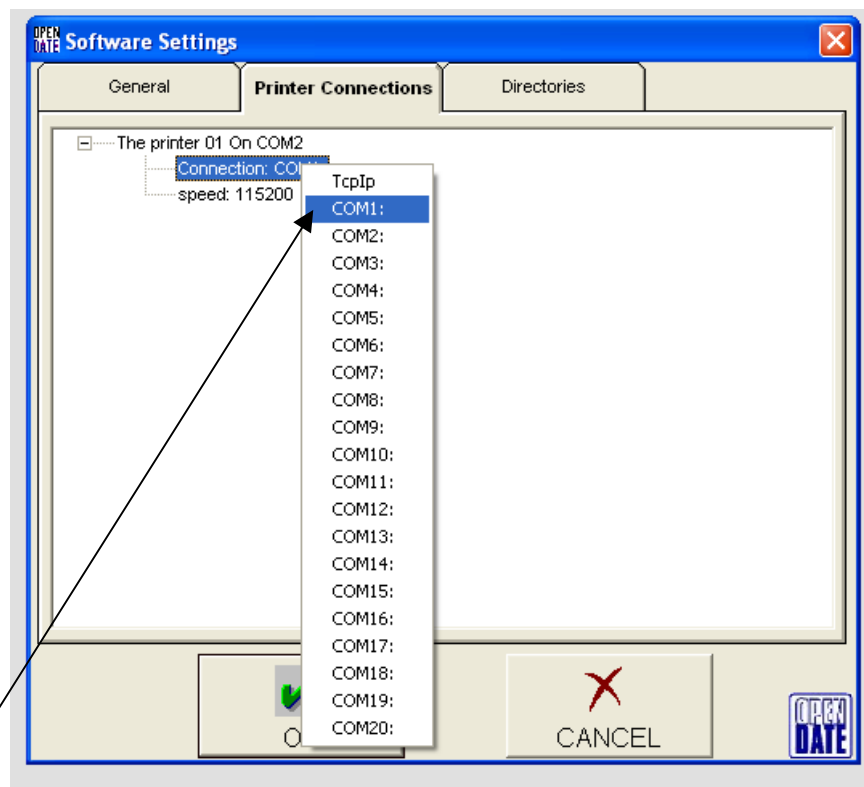 OPEN DATE Software Settings
General Printer Connections Directories
The printer 01 On COM2
Connection:
speed: 115200
TcpIp
COM1:
COM2:
COM3:
COM4:
COM5:
COM6:
COM7:
COM8:
COM9:
COM10:
COM11:
COM12:
COM13:
COM14:
COM15:
COM16:
COM17:
COM18:
COM19:
COM20:
CANCEL
OPEN
DATE